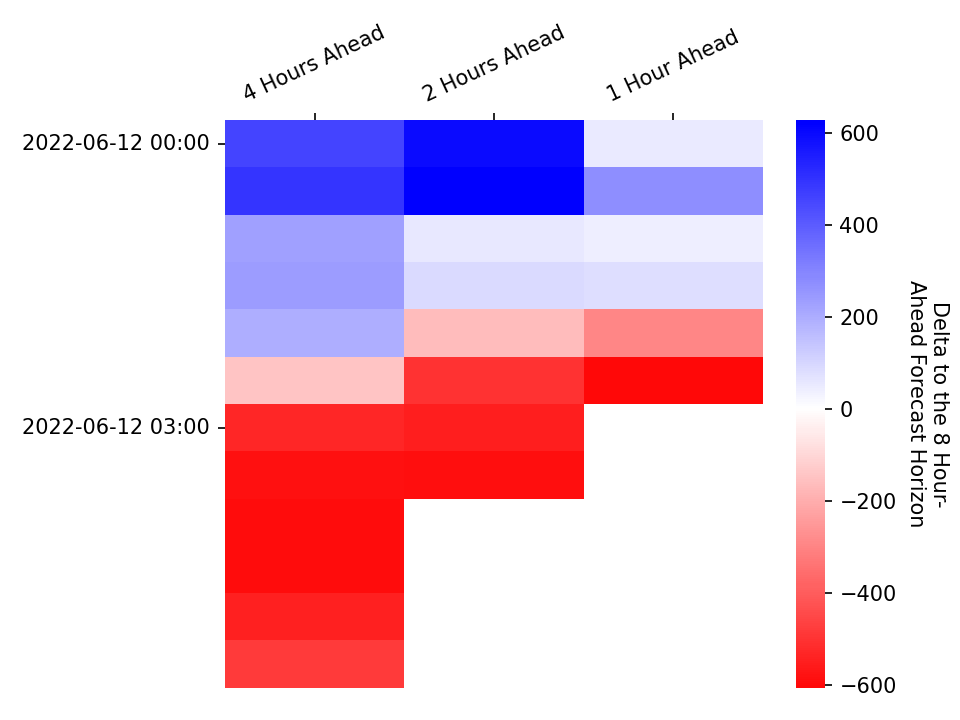 4 Hours Ahead
2 Hours Ahead
1 Hour Ahead
2022-06-12 00:00
2022-06-12 03:00
600
400
200
0
−200
−400
−600
Delta to the 8 Hour-
Ahead Forecast Horizon